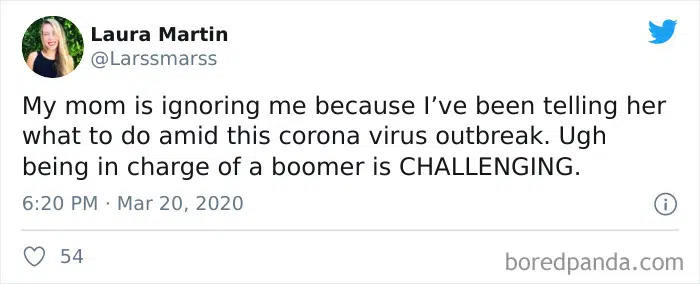 Laura Martin
@Larssmarss
My mom is ignoring me because I’ve been telling her
what to do amid this corona virus outbreak. Ugh
being in charge of a boomer is CHALLENGING.
6:20 PM · Mar 20, 2020
54
boredpanda.com